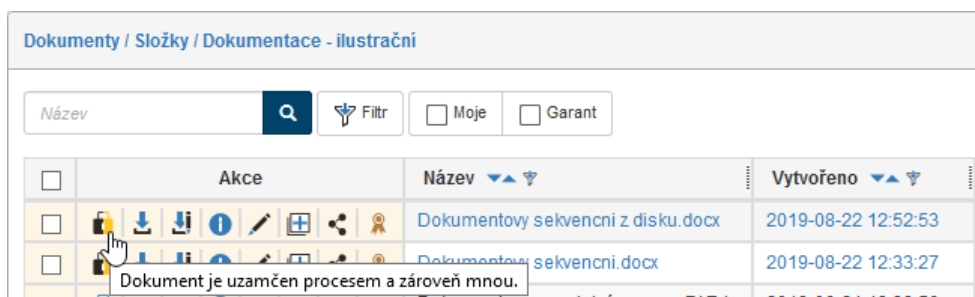 Dokumenty / Složky / Dokumentace - ilustrační
Název
Filtr
Moje
Garant
Akce
Název
Vytvořeno
Dokumentovy sekvencni z disku.docx
2019-08-22 12:52:53
Dokumentovy sekvencni.docx
2019-08-22 12:33:27
Dokument je uzamčen procesem a zároveň mnou.